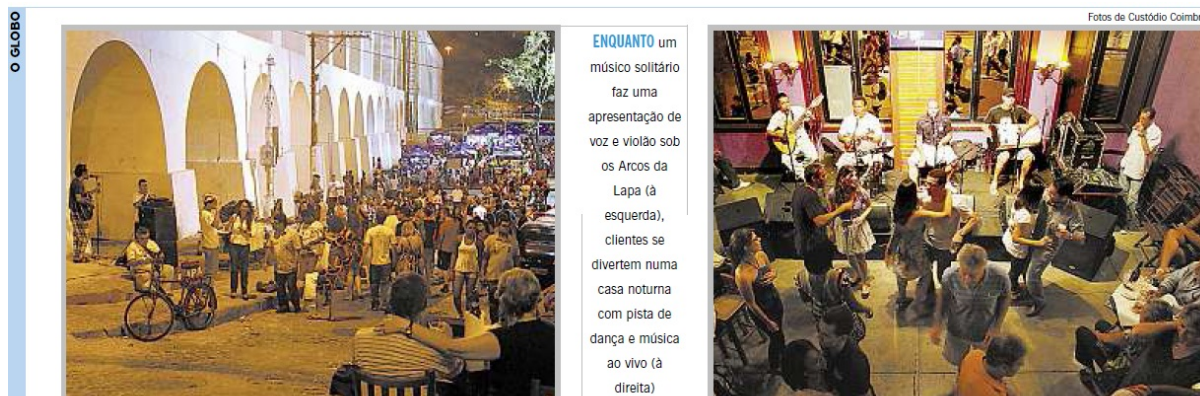 O GLOBO
Fotos de Custódio Coimbr
ENQUANTO um
músico solitário
faz uma
apresentação de
voz e violão sob
os Arcos da
Lapa (à
esquerda),
clientes se
divertem numa
casa noturna
com pista de
dança e música
ao vivo (à
direita)